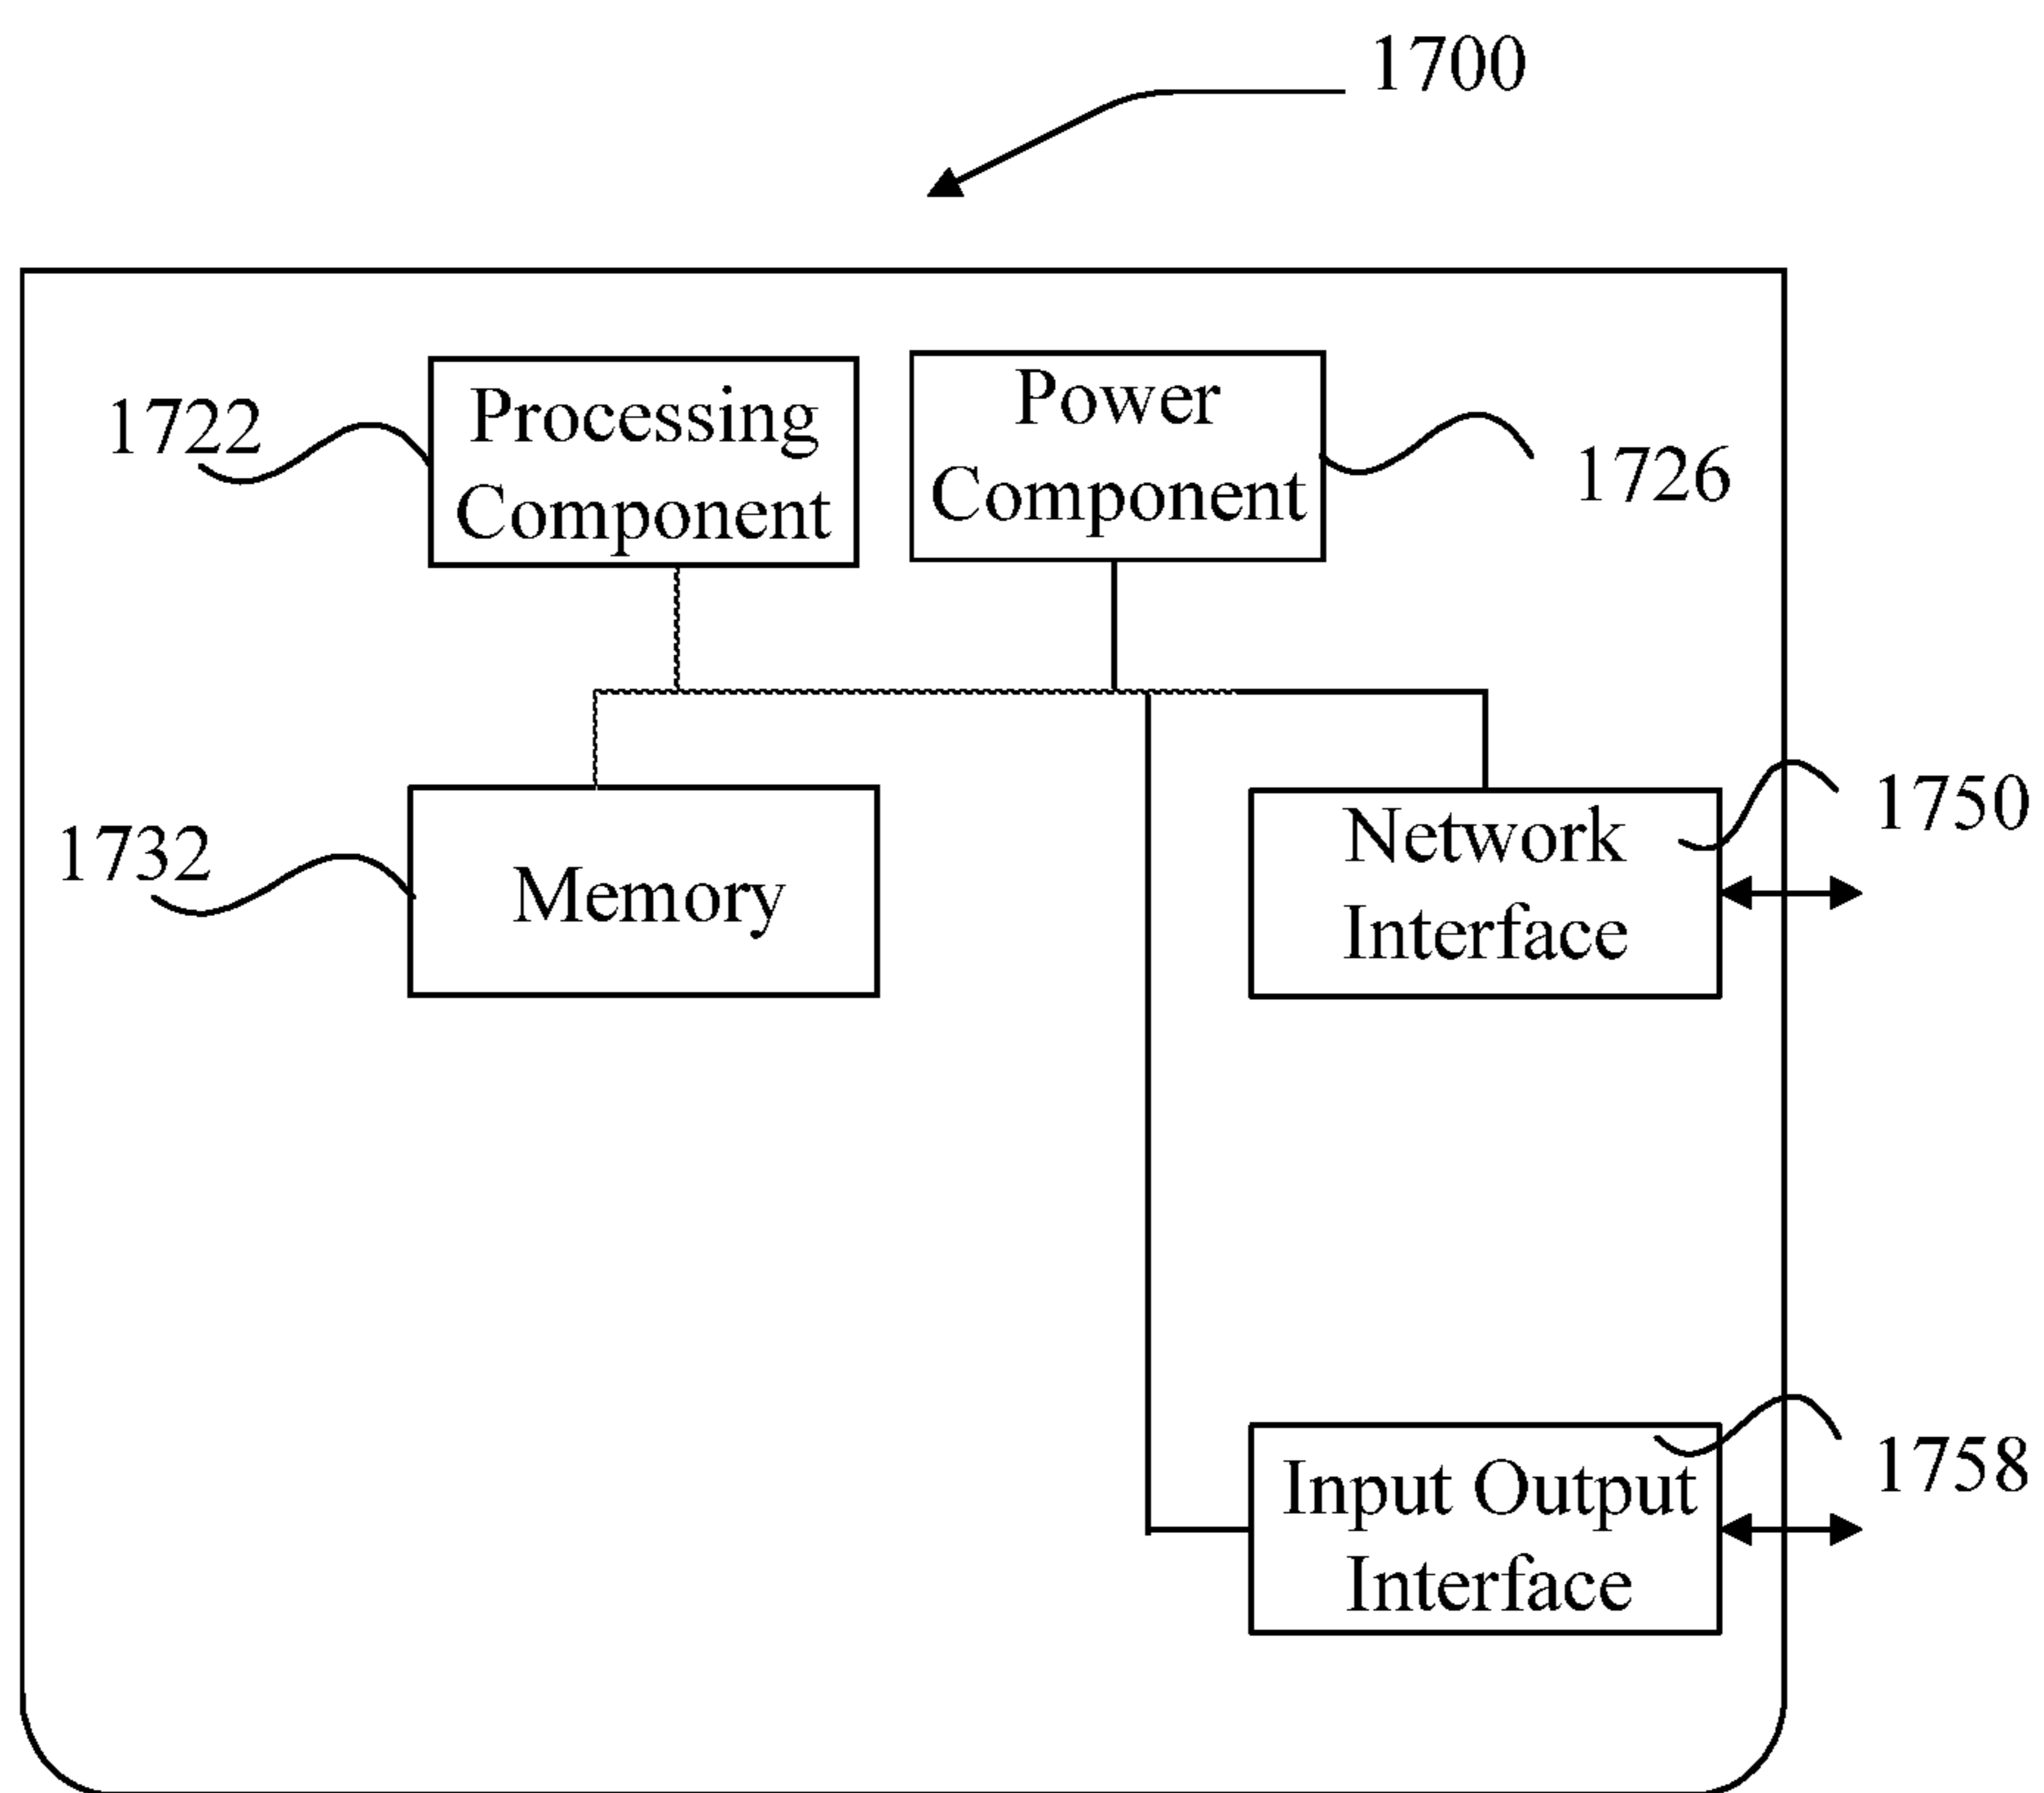 1700
1722
Processing
Component
Power
Component
1726
1732
Memory
Network
Interface
1750
Input Output
Interface
1758